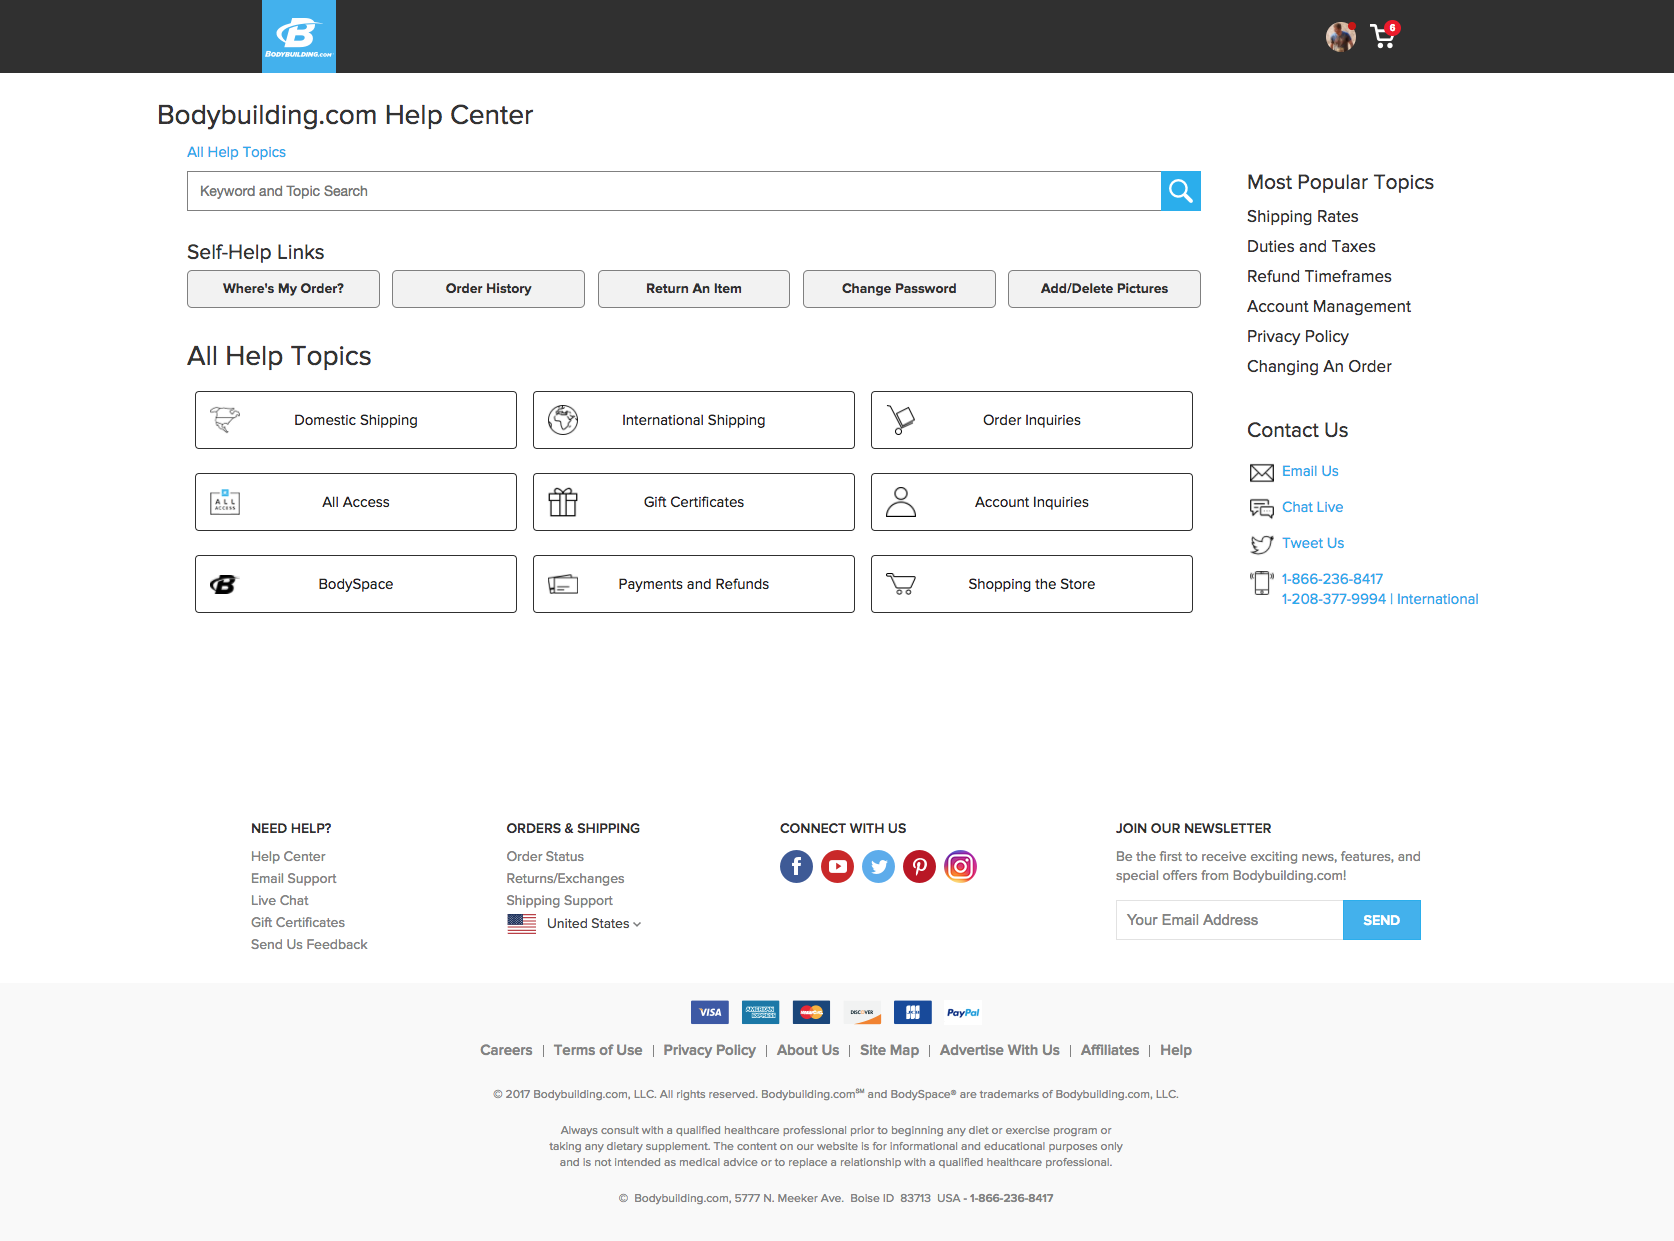 BODYBUILDING.COM
6
Bodybuilding.com Help Center
All Help Topics
Keyword and Topic Search
Self-Help Links
Where's My Order?
Order History
Return An Item
Change Password
Add/Delete Pictures
All Help Topics
Domestic Shipping
International Shipping
Order Inquiries
ALL ACCESS
All Access
Gift Certificates
Account Inquiries
BodySpace
Payments and Refunds
Shopping the Store
Most Popular Topics
Shipping Rates
Duties and Taxes
Refund Timeframes
Account Management
Privacy Policy
Changing An Order
Contact Us
Email Us
Chat Live
Tweet Us
1-866-236-8417
1-208-377-9994 | International
NEED HELP?
Help Center
Email Support
Live Chat
Gift Certificates
Send Us Feedback
ORDERS & SHIPPING
Order Status
Returns/Exchanges
Shipping Support
United States
CONNECT WITH US
JOIN OUR NEWSLETTER
Be the first to receive exciting news, features, and
special offers from Bodybuilding.com!
Your Email Address
SEND
VISA
AMERICAN EXPRESS
MasterCard
DISCOVER
JCB
PayPal
Careers | Terms of Use | Privacy Policy | About Us | Site Map | Advertise With Us | Affiliates | Help
© 2017 Bodybuilding.com, LLC. All rights reserved. Bodybuilding.com℠ and BodySpace® are trademarks of Bodybuilding.com, LLC.
Always consult with a qualified healthcare professional prior to beginning any diet or exercise program or
taking any dietary supplement. The content on our website is for informational and educational purposes only
and is not intended as medical advice or to replace a relationship with a qualified healthcare professional.
© Bodybuilding.com, 5777 N. Meeker Ave. Boise ID 83713 USA - 1-866-236-8417